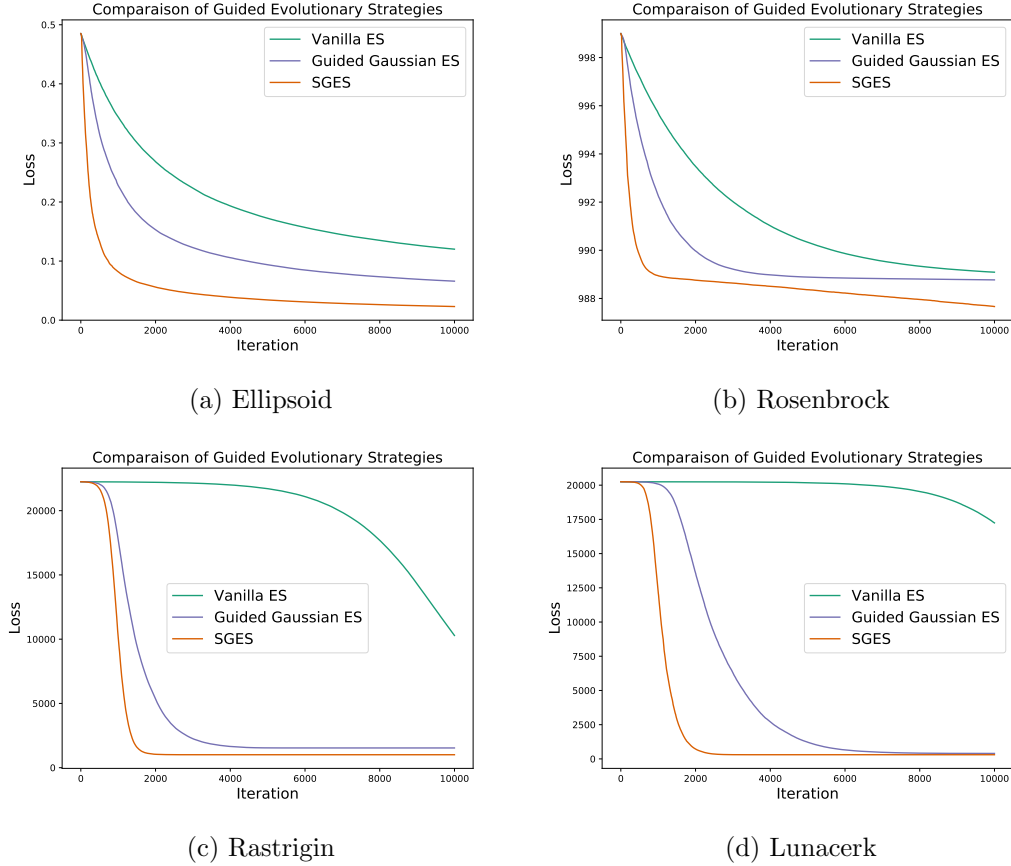 Comparaison of Guided Evolutionary Strategies
Loss
0.5
0.4
0.3
0.2
0.1
0.0
Vanilla ES
Guided Gaussian ES
SGES
0 2000 4000 6000 8000 10000
Iteration
(a) Ellipsoid
Comparaison of Guided Evolutionary Strategies
Loss
998
996
994
992
990
988
Vanilla ES
Guided Gaussian ES
SGES
0 2000 4000 6000 8000 10000
Iteration
(b) Rosenbrock
Comparaison of Guided Evolutionary Strategies
Loss
20000
15000
10000
5000
0
Vanilla ES
Guided Gaussian ES
SGES
0 2000 4000 6000 8000 10000
Iteration
(c) Rastrigin
Comparaison of Guided Evolutionary Strategies
Loss
20000
17500
15000
12500
10000
7500
5000
2500
0
Vanilla ES
Guided Gaussian ES
SGES
0 2000 4000 6000 8000 10000
Iteration
(d) Lunacerk